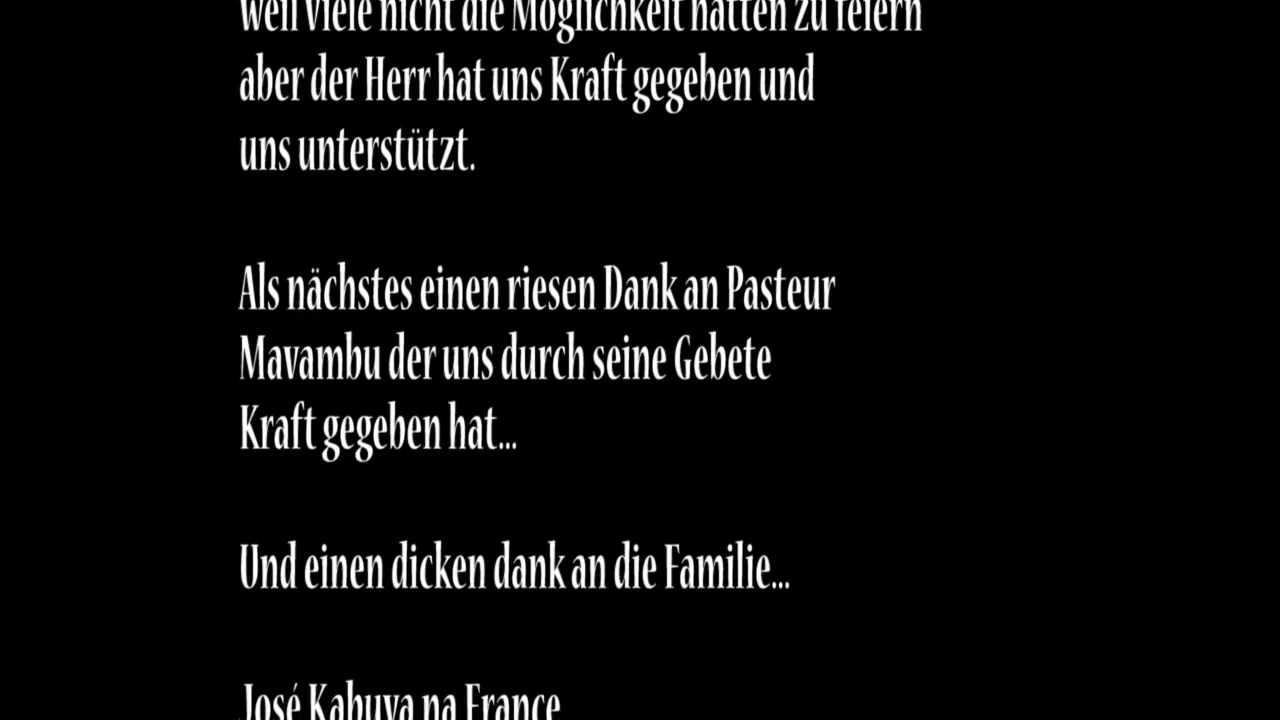 weil viele nicht die Möglichkeit hatten zu feiern
aber der Herr hat uns Kraft gegeben und
uns unterstützt.
Als nächstes einen riesen Dank an Pasteur
Mavambu der uns durch seine Gebete
Kraft gegeben hat...
Und einen dicken dank an die Familie...
José Kabuya na France